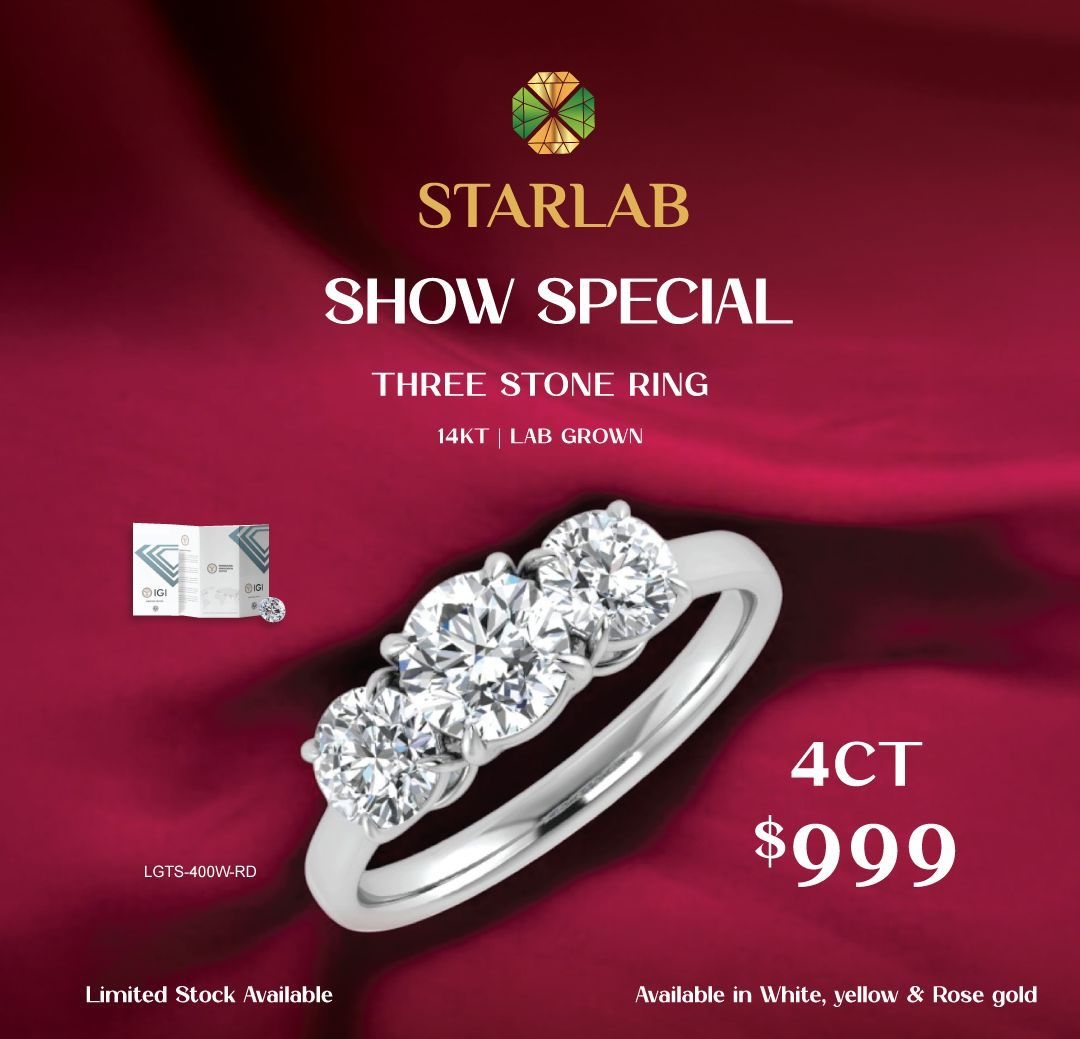 STARLAB
SHOW SPECIAL
THREE STONE RING
14KT | LAB GROWN
IGI
IGI
4CT
$999
LGTS-400W-RD
Limited Stock Available
Available in White, yellow & Rose gold